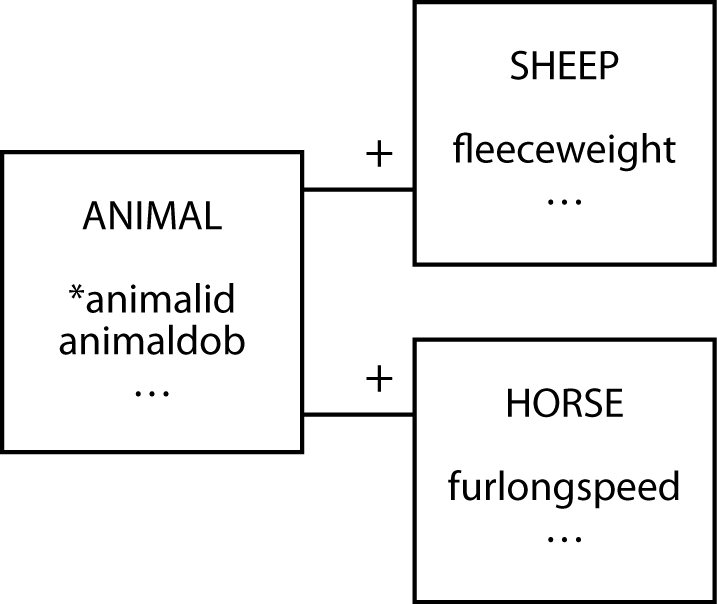 ANIMAL
*animalid
animaldob
…
+
SHEEP
fleeceweight
…
+
HORSE
furlongspeed
…